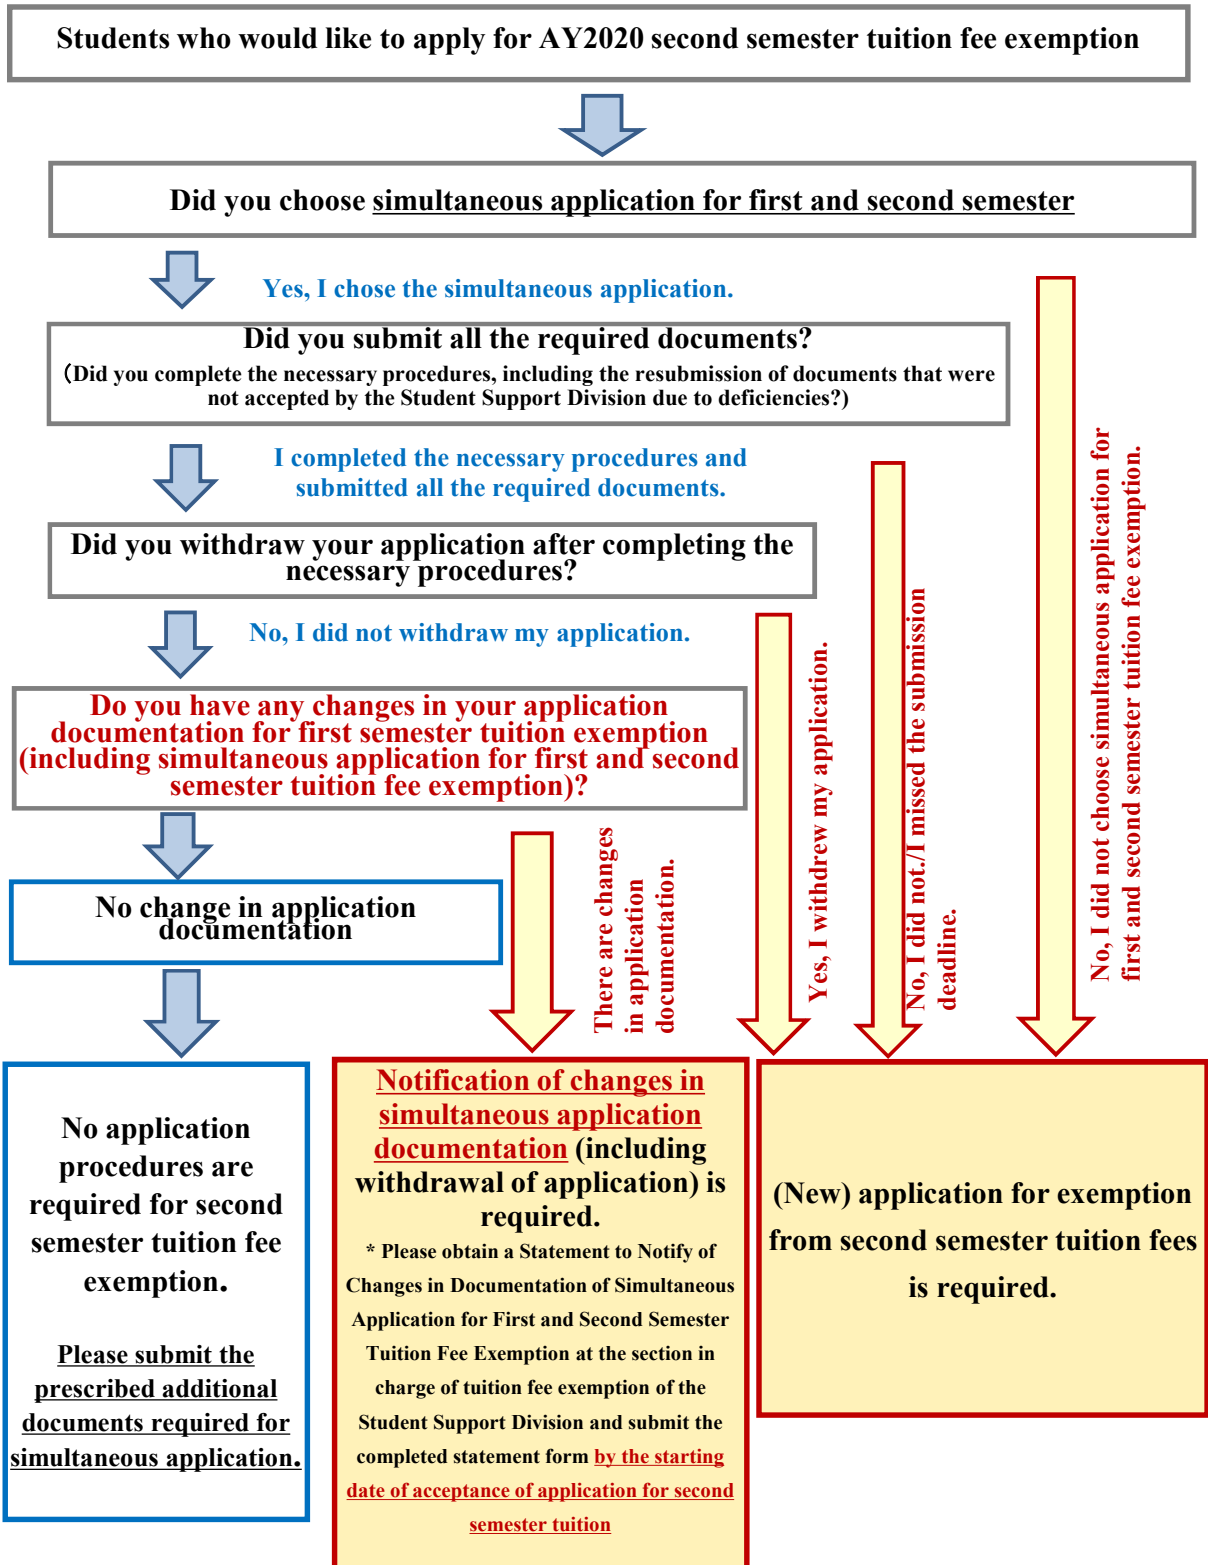 Students who would like to apply for AY2020 second semester tuition fee exemption
Did you choose simultaneous application for first and second semester
Yes, I chose the simultaneous application.
Did you submit all the required documents?
(Did you complete the necessary procedures, including the resubmission of documents that were
not accepted by the Student Support Division due to deficiencies?)
I completed the necessary procedures and
submitted all the required documents.
Did you withdraw your application after completing the
necessary procedures?
No, I did not withdraw my application.
Do you have any changes in your application
documentation for first semester tuition exemption
(including simultaneous application for first and second
semester tuition fee exemption)?
No change in application
documentation
There are changes
in application
documentation.
Yes, I withdrew my application.
No, I did not./I missed the submission
deadline.
No, I did not choose simultaneous application for
first and second semester tuition fee exemption.
No application
procedures are
required for second
semester tuition fee
exemption.
Please submit the
prescribed additional
documents required for
simultaneous application.
Notification of changes in
simultaneous application
documentation (including
withdrawal of application) is
required.
* Please obtain a Statement to Notify of
Changes in Documentation of Simultaneous
Application for First and Second Semester
Tuition Fee Exemption at the section in
charge of tuition fee exemption of the
Student Support Division and submit the
completed statement form by the starting
date of acceptance of application for second
semester tuition
(New) application for exemption
from second semester tuition fees
is required.